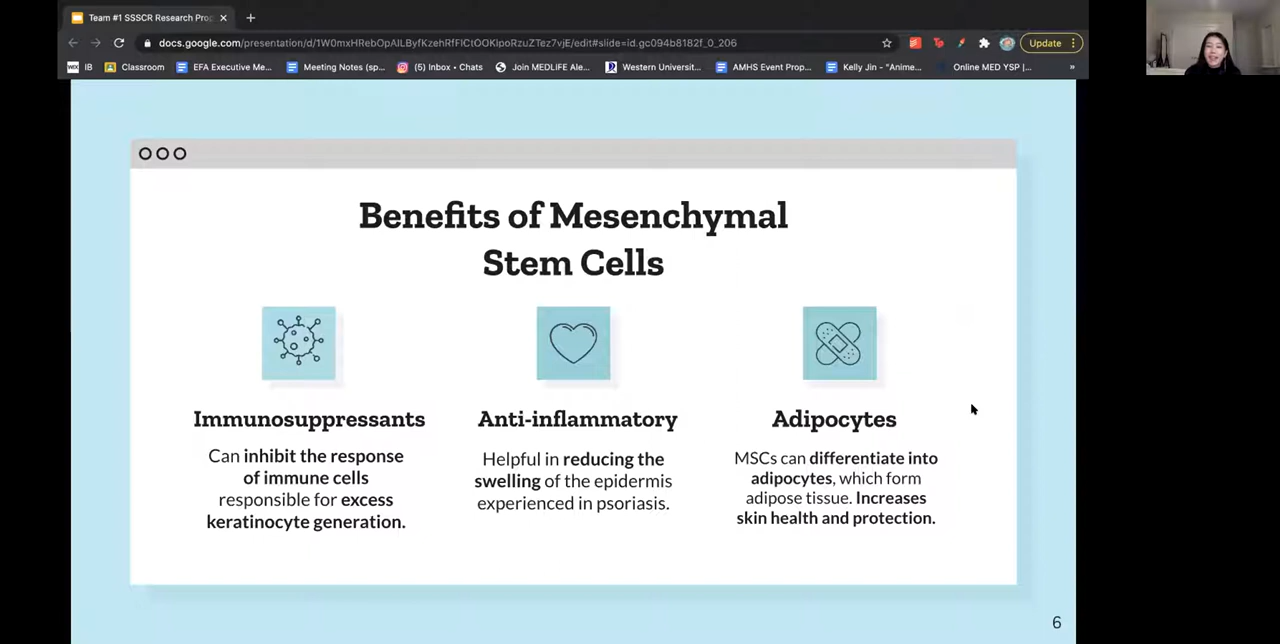 Team #1 SSSCR Research Prop
docs.google.com/presentation/d/1W0mxHRebOpAILByfKzehRfFlCtOOKlpoRzuZTez7vjE/edit#slide=id.gc094b8182f_0_206
Update
IB
Classroom
EFA Executive Me...
Meeting Notes (sp...
(5) Inbox • Chats
Join MEDLIFE Ale...
Western Universit...
AMHS Event Prop...
Kelly Jin - "Anime...
Online MED YSP |...
»
Benefits of Mesenchymal
Stem Cells
Immunosuppressants
Can inhibit the response
of immune cells
responsible for excess
keratinocyte generation.
Anti-inflammatory
Helpful in reducing the
swelling of the epidermis
experienced in psoriasis.
Adipocytes
MSCs can differentiate into
adipocytes, which form
adipose tissue. Increases
skin health and protection.
6